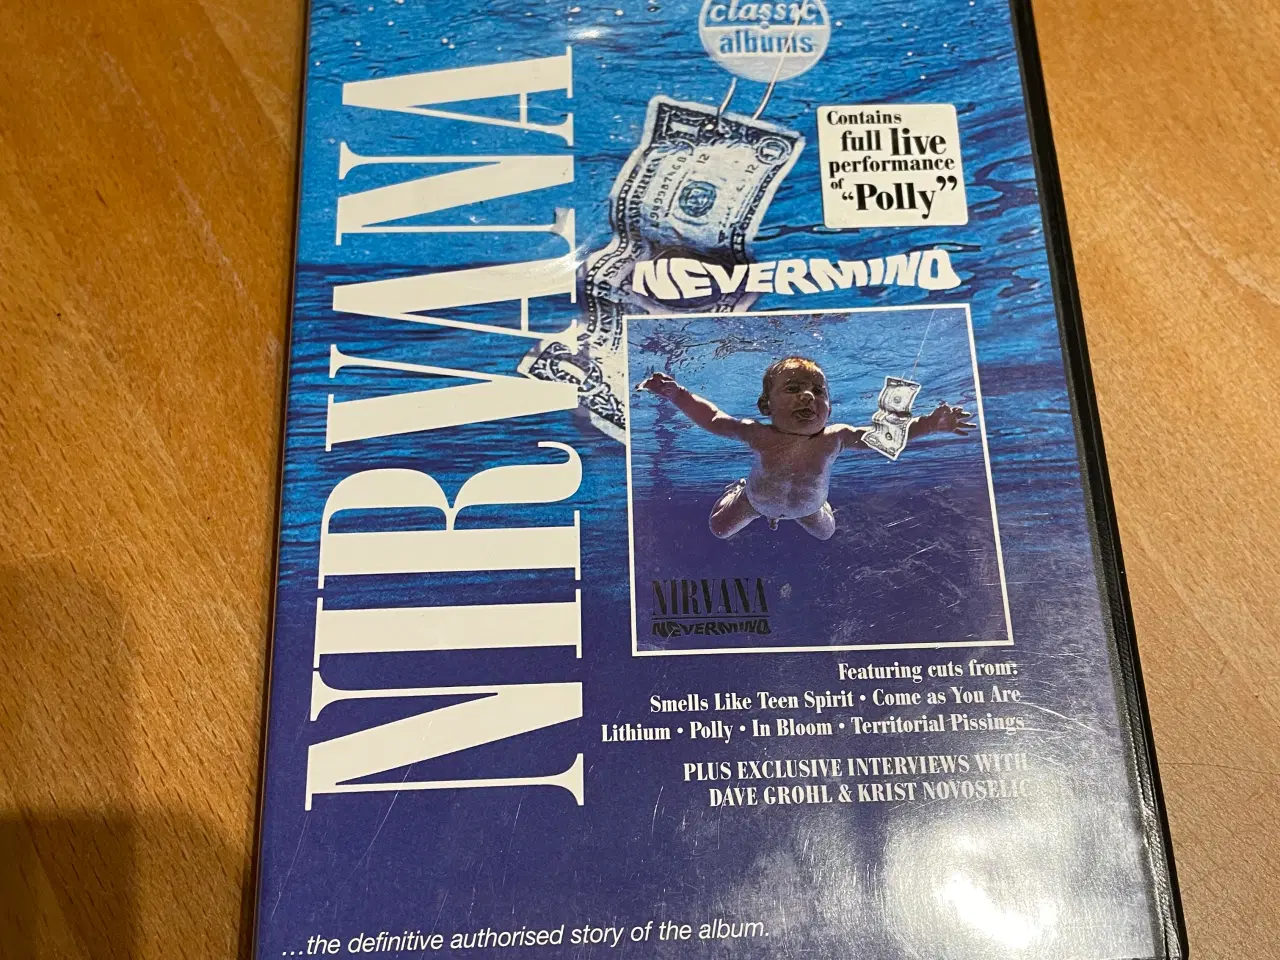 classic
albums
Contains
full live
performance
of “Polly”
NIRVANA
NEVERMIND
NIRVANA
NEVERMIND
Featuring cuts from:
Smells Like Teen Spirit • Come as You Are
Lithium • Polly • In Bloom • Territorial Pissings
PLUS EXCLUSIVE INTERVIEWS WITH
DAVE GROHL & KRIST NOVOSELIC
...the definitive authorised story of the album.